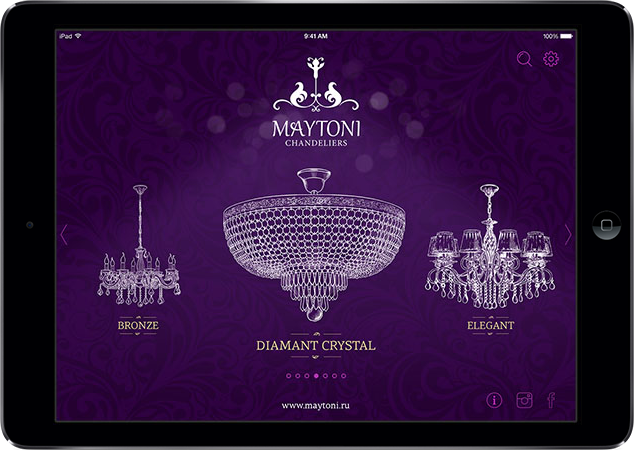 iPad 9:41 AM 100%
MAYTONI
CHANDELIERS
BRONZE
DIAMANT CRYSTAL
ELEGANT
www.maytoni.ru